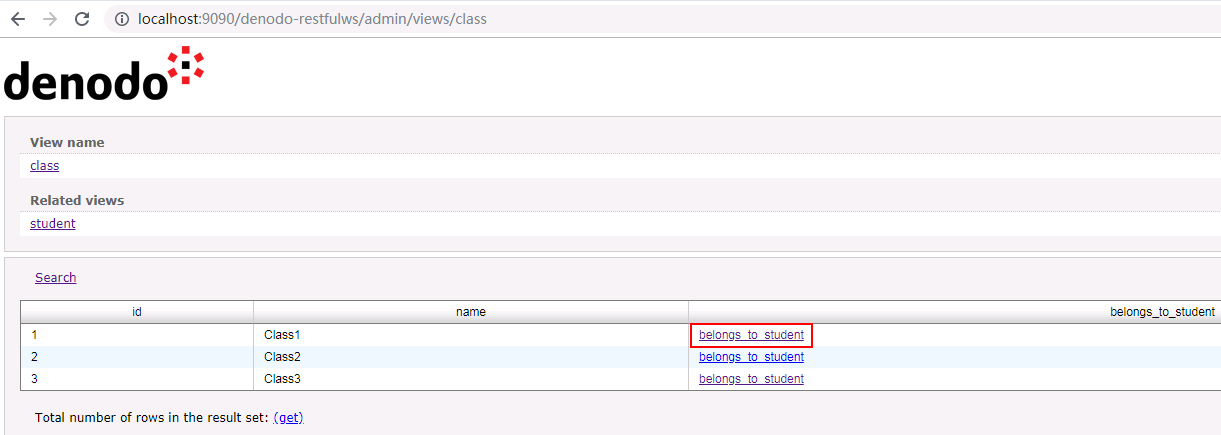 localhost:9090/denodo-restfulws/admin/views/class
denodo
View name
class
Related views
student
Search
id name belongs_to_student
1 Class1 belongs_to_student
2 Class2 belongs_to_student
3 Class3 belongs_to_student
Total number of rows in the result set: (get)